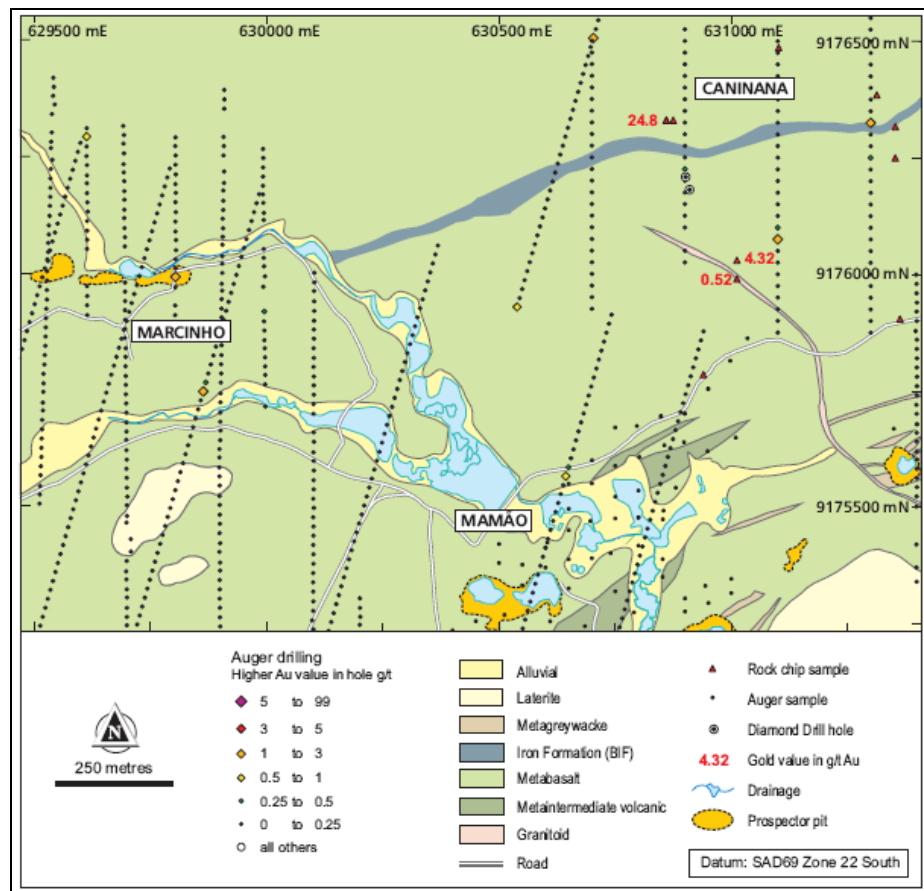 629500 mE
630000 mE
630500 mE
631000 mE
9176500 mN
CANINANA
24.8
4.32
9176000 mN
0.52
MARCINHO
MAMÃO
9175500 mN
Auger drilling
Higher Au value in hole g/t
5 to 99
3 to 5
1 to 3
0.5 to 1
0.25 to 0.5
0 to 0.25
all others
N
250 metres
Alluvial
Laterite
Metagreywacke
Iron Formation (BIF)
Metabasalt
Metaintermediate volcanic
Granitoid
Road
Rock chip sample
Auger sample
Diamond Drill hole
4.32 Gold value in g/t Au
Drainage
Prospector pit
Datum: SAD69 Zone 22 South